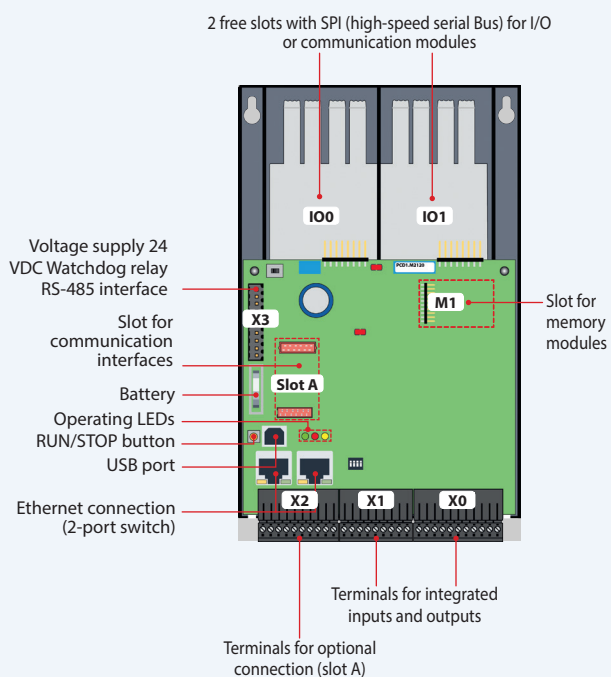 2 free slots with SPI (high-speed serial Bus) for I/O
or communication modules
IO0
IO1
Voltage supply 24
VDC Watchdog relay
RS-485 interface
PCD1.M2120
M1
X3
Slot for
memory
modules
Slot for
communication
interfaces
Slot A
Battery
Operating LEDs
RUN/STOP button
USB port
Ethernet connection
(2-port switch)
X2
X1
X0
Terminals for integrated
inputs and outputs
Terminals for optional
connection (slot A)